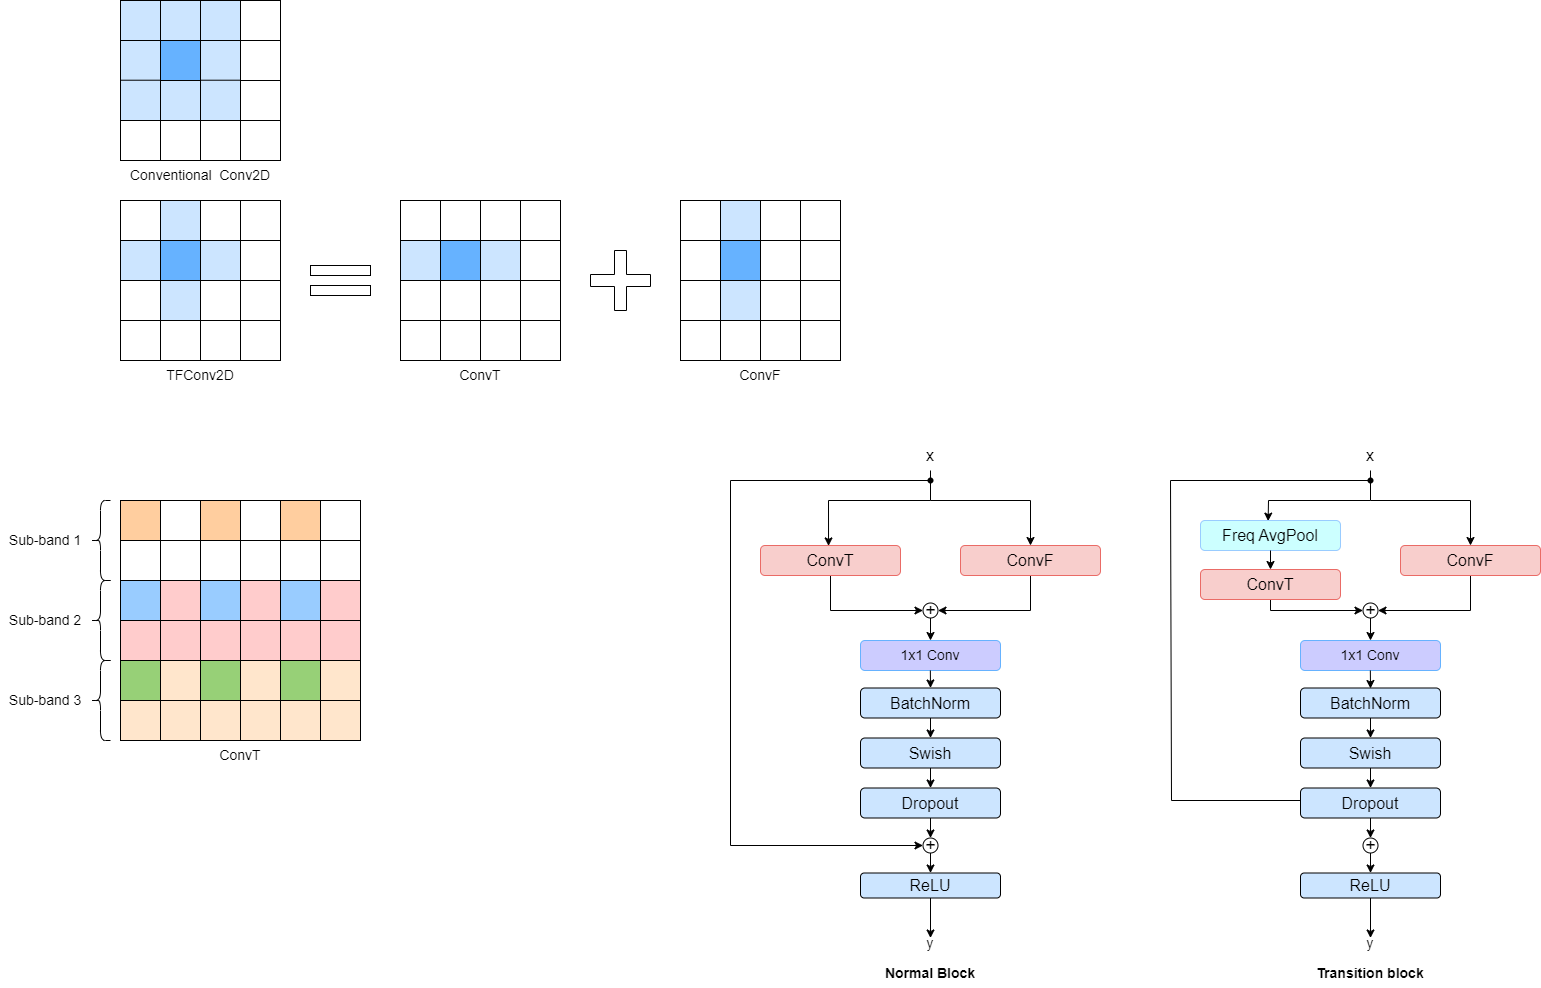 Conventional Conv2D
TFConv2D
ConvT
ConvF
Sub-band 1
Sub-band 2
Sub-band 3
ConvT
x
ConvT
ConvF
1x1 Conv
BatchNorm
Swish
Dropout
ReLU
y
Normal Block
x
Freq AvgPool
ConvT
ConvF
1x1 Conv
BatchNorm
Swish
Dropout
ReLU
y
Transition block